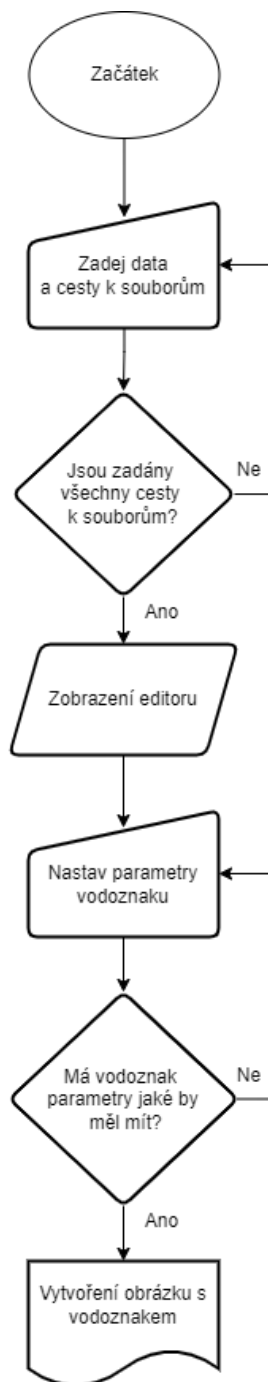 Začátek
Zadej data
a cesty k souborům
Jsou zadány
všechny cesty
k souborům?
Ne
Ano
Zobrazení editoru
Nastav parametry
vodoznaku
Má vodoznak
parametry jaké by
měl mít?
Ne
Ano
Vytvoření obrázku s
vodoznakem